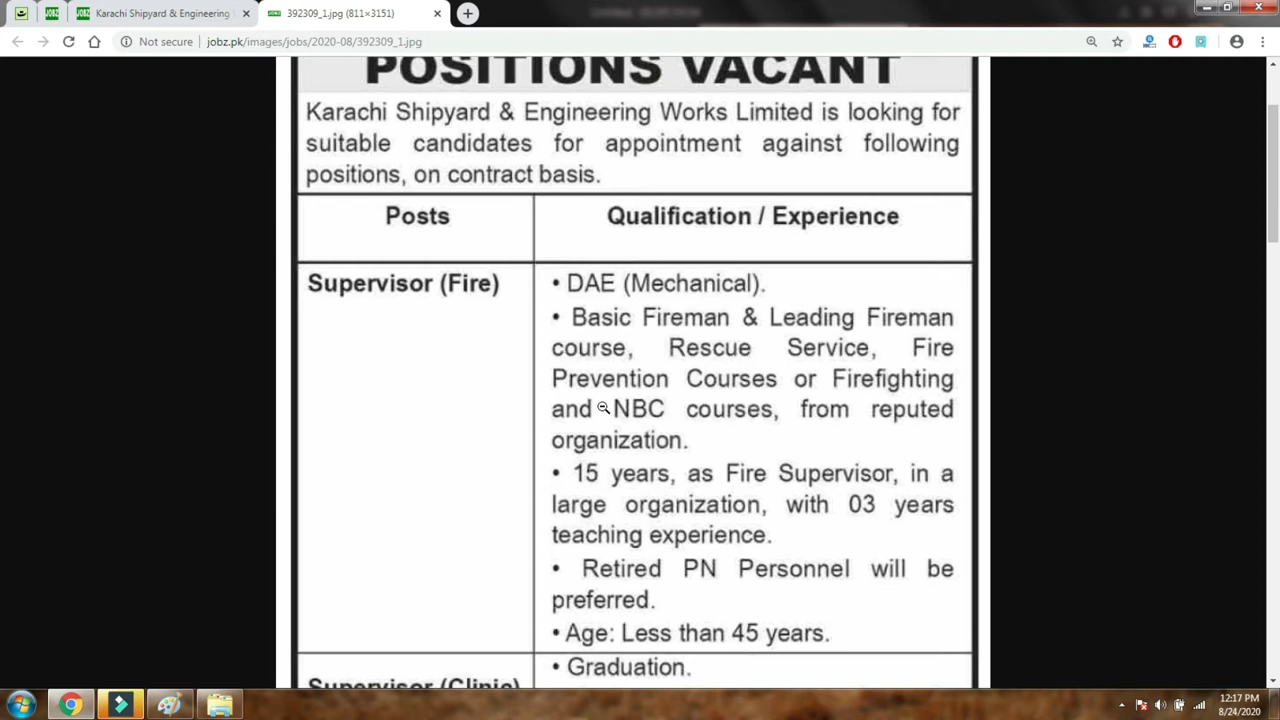 Karachi Shipyard & Engineering
392309_1.jpg (811×3151)
Not secure
jobz.pk/images/jobs/2020-08/392309_1.jpg
POSITIONS VACANT
Karachi Shipyard & Engineering Works Limited is looking for
suitable candidates for appointment against following
positions, on contract basis.
Posts
Qualification / Experience
Supervisor (Fire)
• DAE (Mechanical).
• Basic Fireman & Leading Fireman
course, Rescue Service, Fire
Prevention Courses or Firefighting
and NBC courses, from reputed
organization.
• 15 years, as Fire Supervisor, in a
large organization, with 03 years
teaching experience.
• Retired PN Personnel will be
preferred.
• Age: Less than 45 years.
Supervisor (Clinic)
• Graduation.
12:17 PM
8/24/2020